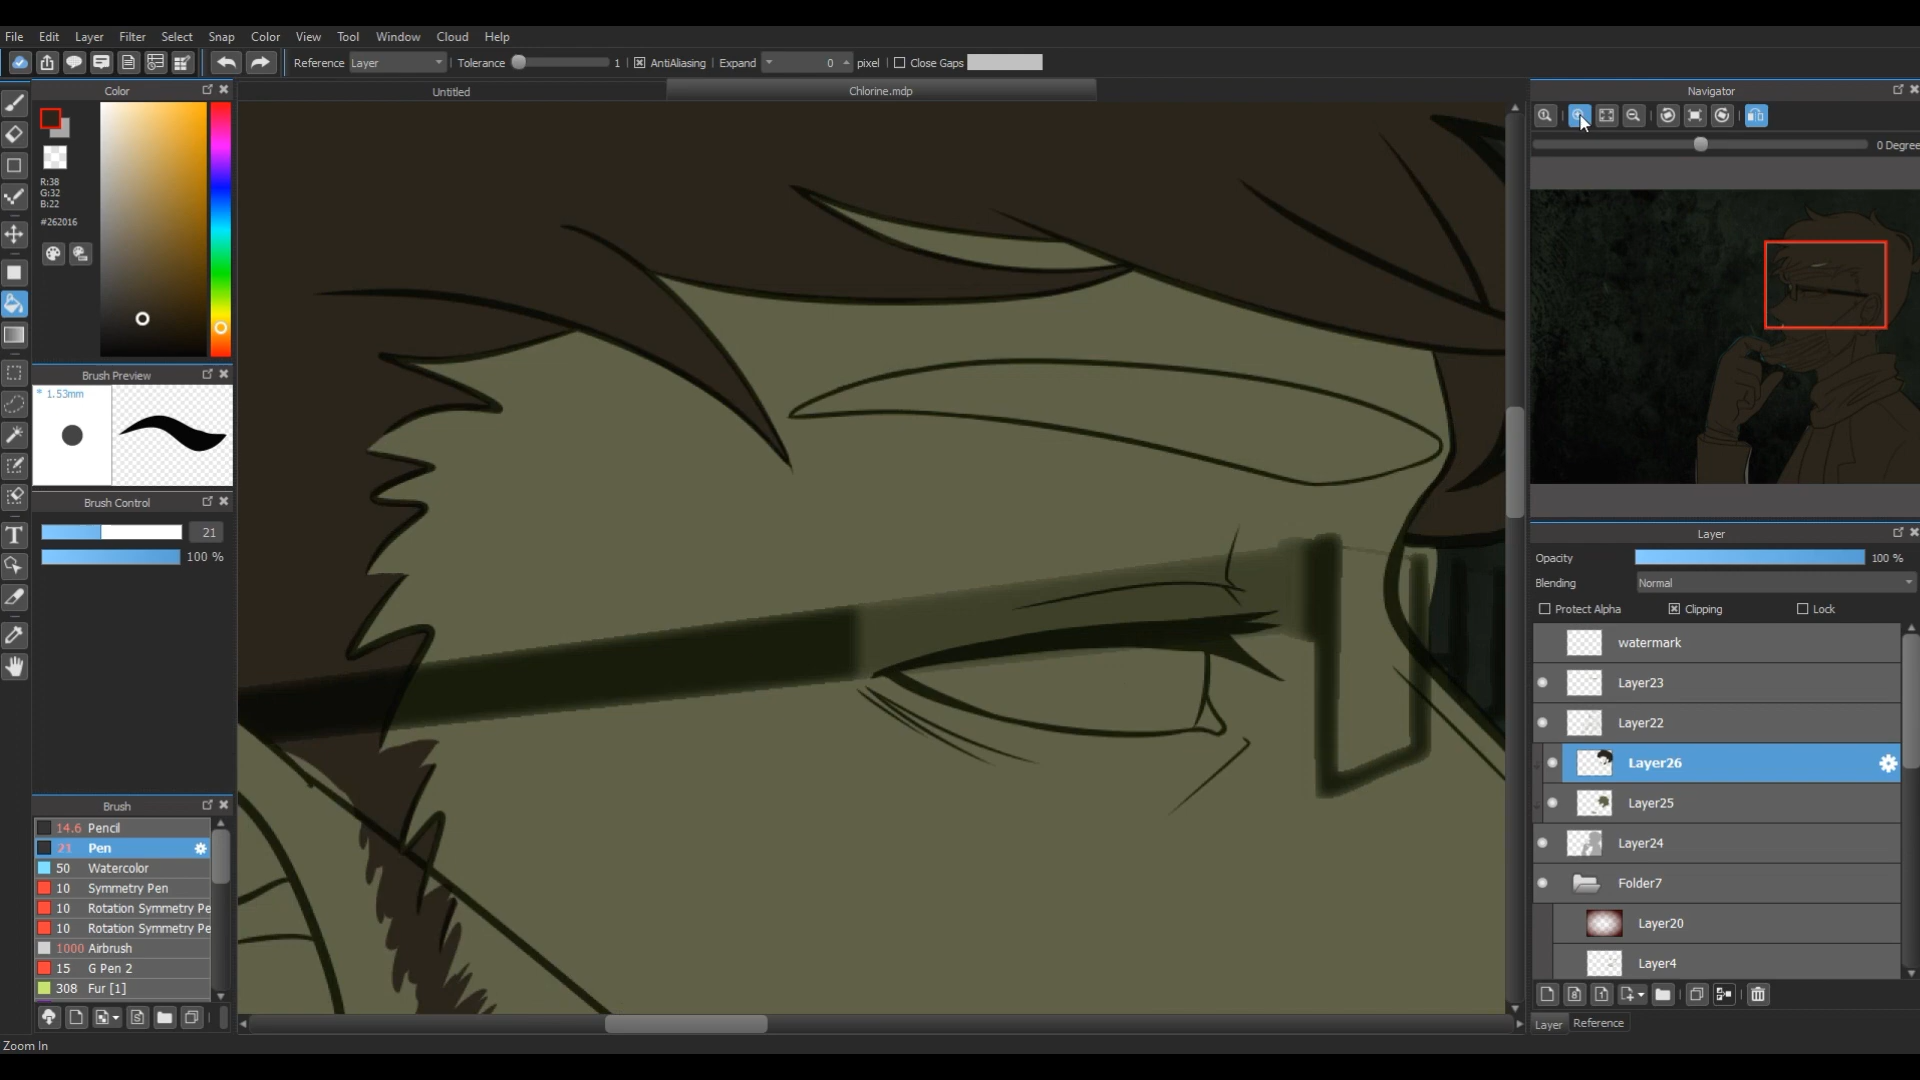 File Edit Layer Filter Select Snap Color View Tool Window Cloud Help
Reference Layer Tolerance 1 AntiAliasing Expand 0 pixel Close Gaps
Color
Untitled
Chlorine.mdp
Navigator
0 Degree
R:38
G:32
B:22
#262016
Brush Preview
* 1.53mm
Brush Control
21
100 %
Brush
14.6 Pencil
21 Pen
50 Watercolor
10 Symmetry Pen
10 Rotation Symmetry Pe
10 Rotation Symmetry Pe
1000 Airbrush
15 G Pen 2
308 Fur [1]
Layer
Opacity 100 %
Blending Normal
Protect Alpha Clipping Lock
watermark
Layer23
Layer22
Layer26
Layer25
Layer24
Folder7
Layer20
Layer4
Layer Reference
Zoom In